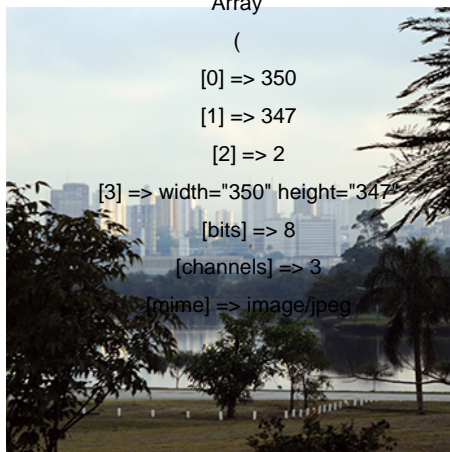 Array
(
[0] => 350
[1] => 347
[2] => 2
[3] => width="350" height="347"
[bits] => 8
[channels] => 3
[mime] => image/jpeg